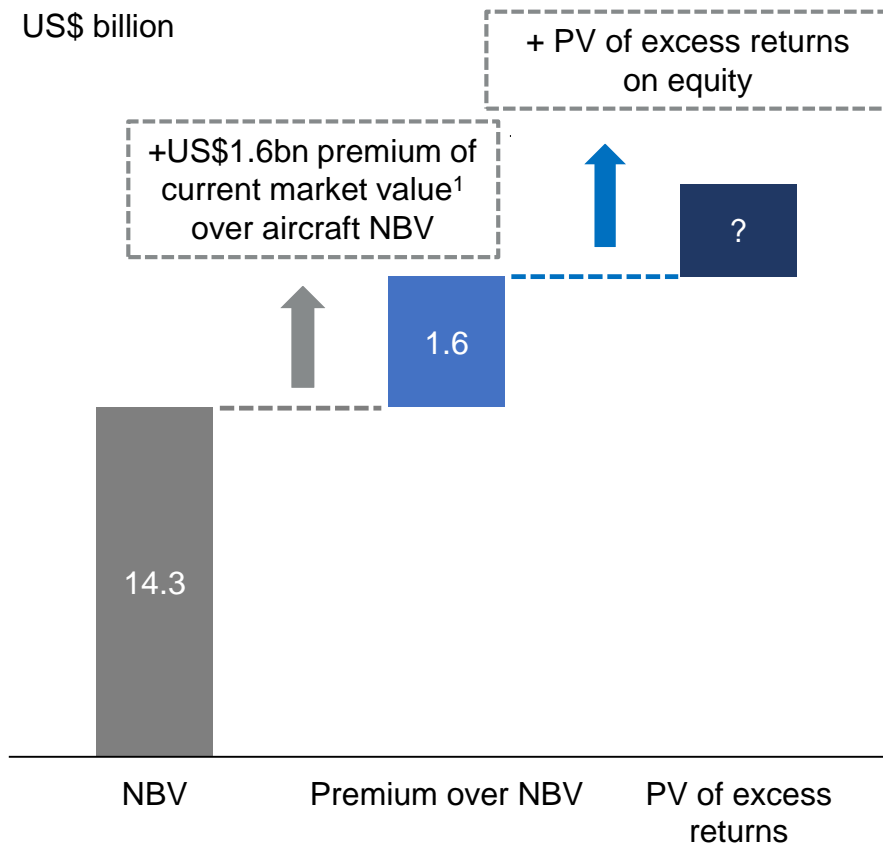 US$ billion
+ PV of excess returns
on equity
+US$1.6bn premium of
current market value¹
over aircraft NBV
?
1.6
14.3
NBV
Premium over NBV
PV of excess
returns